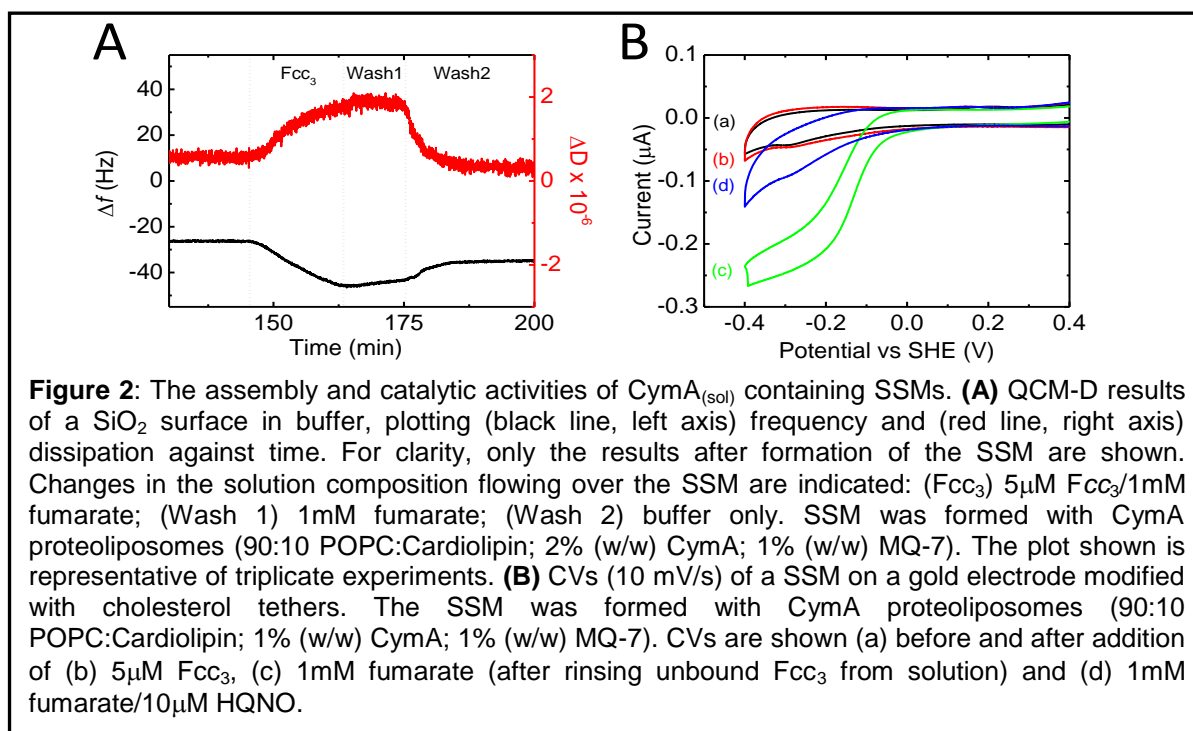 A
B
Fcc₃ Wash1 Wash2
40
20
0
-20
-40
Δf (Hz)
2
0
-2
ΔD x 10⁻⁶
150 175 200
Time (min)
0.1
0.0
-0.1
-0.2
-0.3
Current (μA)
(a)
(b)
(d)
(c)
-0.4 -0.2 0.0 0.2 0.4
Potential vs SHE (V)
Figure 2: The assembly and catalytic activities of CymA(sol) containing SSMs. (A) QCM-D results
of a SiO₂ surface in buffer, plotting (black line, left axis) frequency and (red line, right axis)
dissipation against time. For clarity, only the results after formation of the SSM are shown.
Changes in the solution composition flowing over the SSM are indicated: (Fcc₃) 5μM Fcc₃/1mM
fumarate; (Wash 1) 1mM fumarate; (Wash 2) buffer only. SSM was formed with CymA
proteoliposomes (90:10 POPC:Cardiolipin; 2% (w/w) CymA; 1% (w/w) MQ-7). The plot shown is
representative of triplicate experiments. (B) CVs (10 mV/s) of a SSM on a gold electrode modified
with cholesterol tethers. The SSM was formed with CymA proteoliposomes (90:10
POPC:Cardiolipin; 1% (w/w) CymA; 1% (w/w) MQ-7). CVs are shown (a) before and after addition
of (b) 5μM Fcc₃, (c) 1mM fumarate (after rinsing unbound Fcc₃ from solution) and (d) 1mM
fumarate/10μM HQNO.